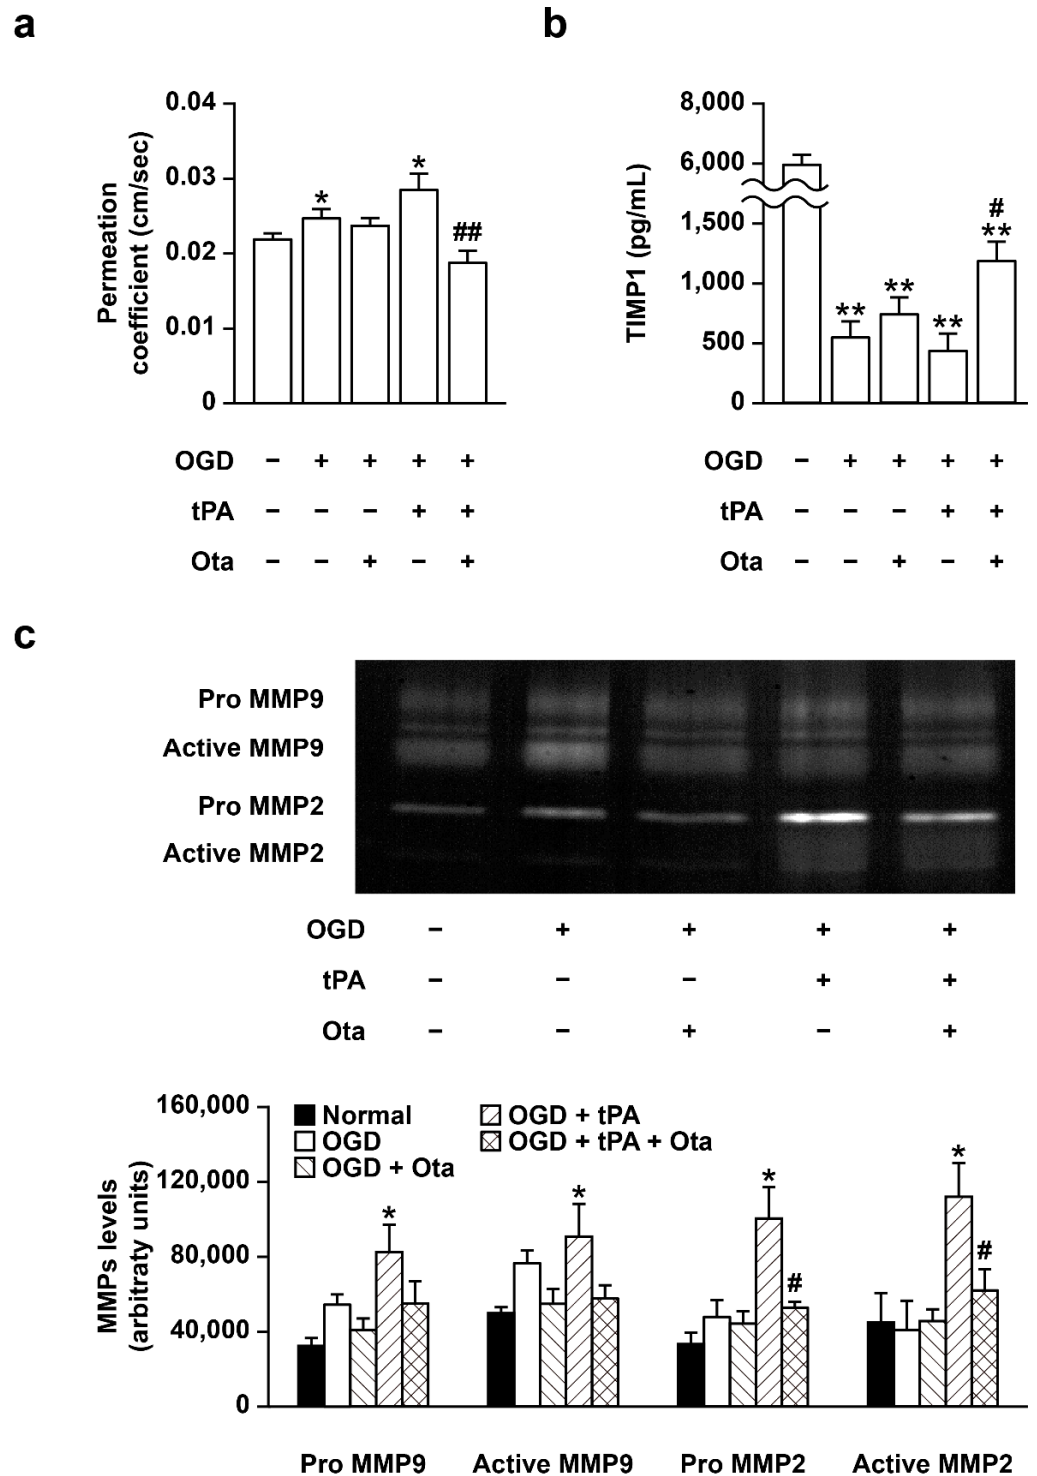 a
b
0.04
0.03
0.02
0.01
0
Permeation
coefficient (cm/sec)
*
*
##
OGD − + + + +
tPA − − − + +
Ota − − + − +
8,000
6,000
1,500
1,000
500
0
TIMP1 (pg/mL)
**
**
**
#
**
OGD − + + + +
tPA − − − + +
Ota − − + − +
c
Pro MMP9
Active MMP9
Pro MMP2
Active MMP2
OGD − + + + +
tPA − − − + +
Ota − − + − +
160,000
120,000
80,000
40,000
0
MMPs levels
(arbitraty units)
Normal
OGD
OGD + Ota
OGD + tPA
OGD + tPA + Ota
*
*
*
#
*
#
Pro MMP9 Active MMP9 Pro MMP2 Active MMP2